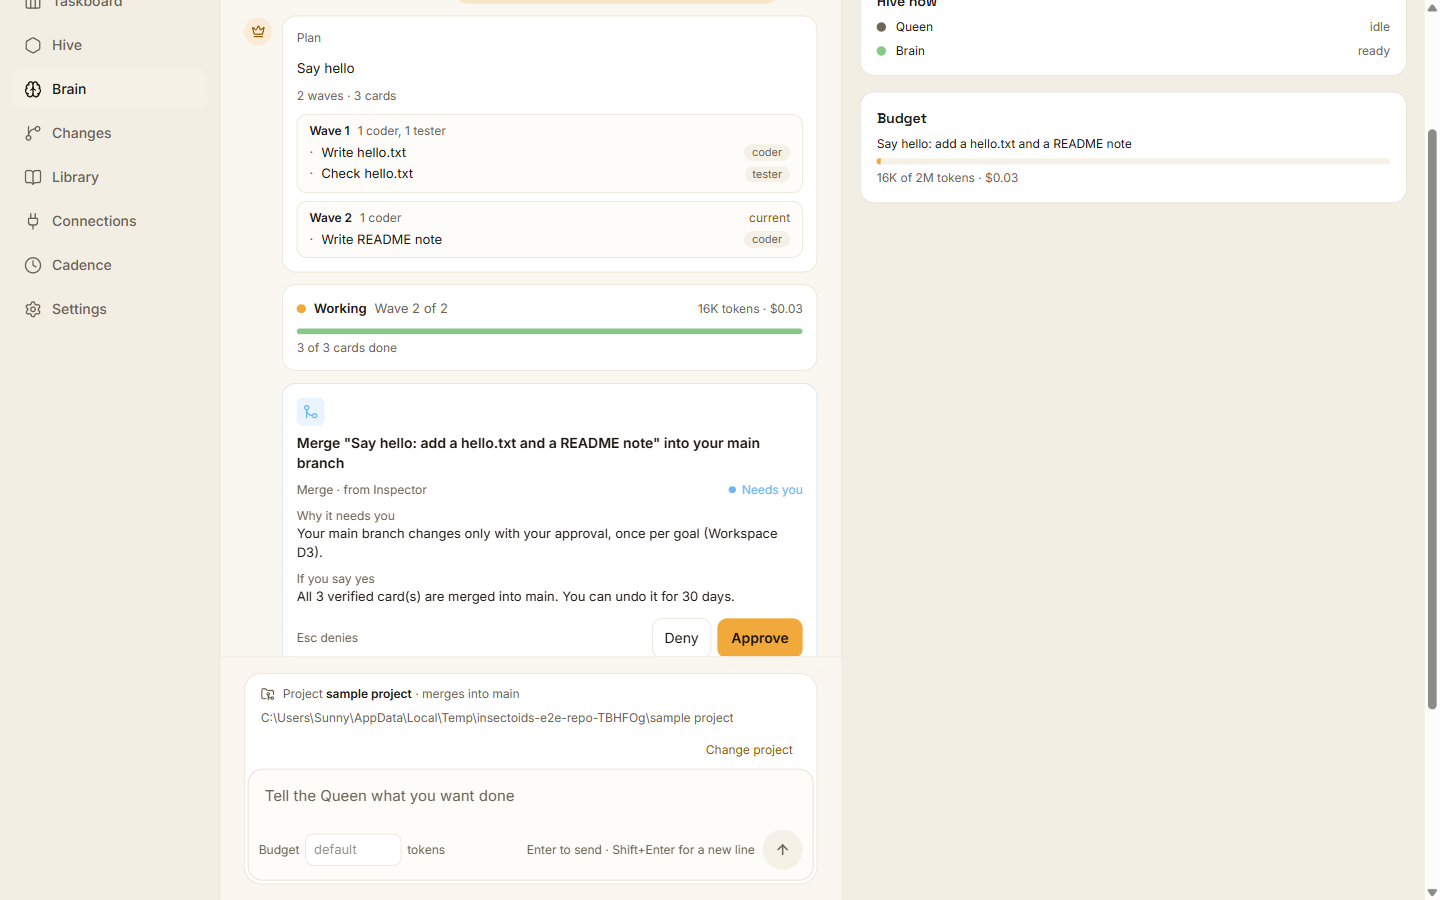 Taskboard
Hive
Brain
Changes
Library
Connections
Cadence
Settings
Plan
Say hello
2 waves · 3 cards
Wave 1 1 coder, 1 tester
· Write hello.txt coder
· Check hello.txt tester
Wave 2 1 coder current
· Write README note coder
Working Wave 2 of 2 16K tokens · $0.03
3 of 3 cards done
Merge "Say hello: add a hello.txt and a README note" into your main
branch
Merge · from Inspector Needs you
Why it needs you
Your main branch changes only with your approval, once per goal (Workspace
D3).
If you say yes
All 3 verified card(s) are merged into main. You can undo it for 30 days.
Esc denies Deny Approve
Project sample project · merges into main
C:\Users\Sunny\AppData\Local\Temp\insectoids-e2e-repo-TBHFOg\sample project
Change project
Tell the Queen what you want done
Budget default tokens Enter to send · Shift+Enter for a new line
Hive now
Queen idle
Brain ready
Budget
Say hello: add a hello.txt and a README note
16K of 2M tokens · $0.03